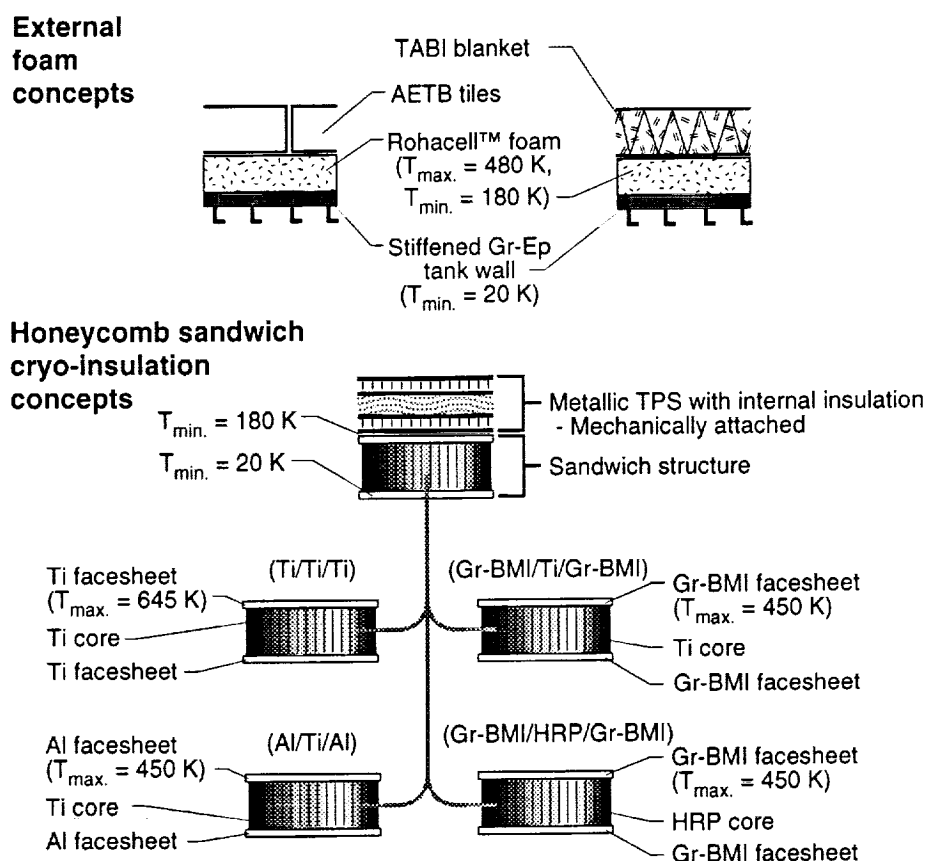 External
foam
concepts
TABI blanket
AETB tiles
Rohacell™ foam
(Tmax. = 480 K,
Tmin. = 180 K)
Stiffened Gr-Ep
tank wall
(Tmin. = 20 K)
Honeycomb sandwich
cryo-insulation
concepts
Tmin. = 180 K
Tmin. = 20 K
Metallic TPS with internal insulation
- Mechanically attached
Sandwich structure
(Ti/Ti/Ti)
Ti facesheet
(Tmax. = 645 K)
Ti core
Ti facesheet
(Gr-BMI/Ti/Gr-BMI)
Gr-BMI facesheet
(Tmax. = 450 K)
Ti core
Gr-BMI facesheet
(Al/Ti/Al)
Al facesheet
(Tmax. = 450 K)
Ti core
Al facesheet
(Gr-BMI/HRP/Gr-BMI)
Gr-BMI facesheet
(Tmax. = 450 K)
HRP core
Gr-BMI facesheet